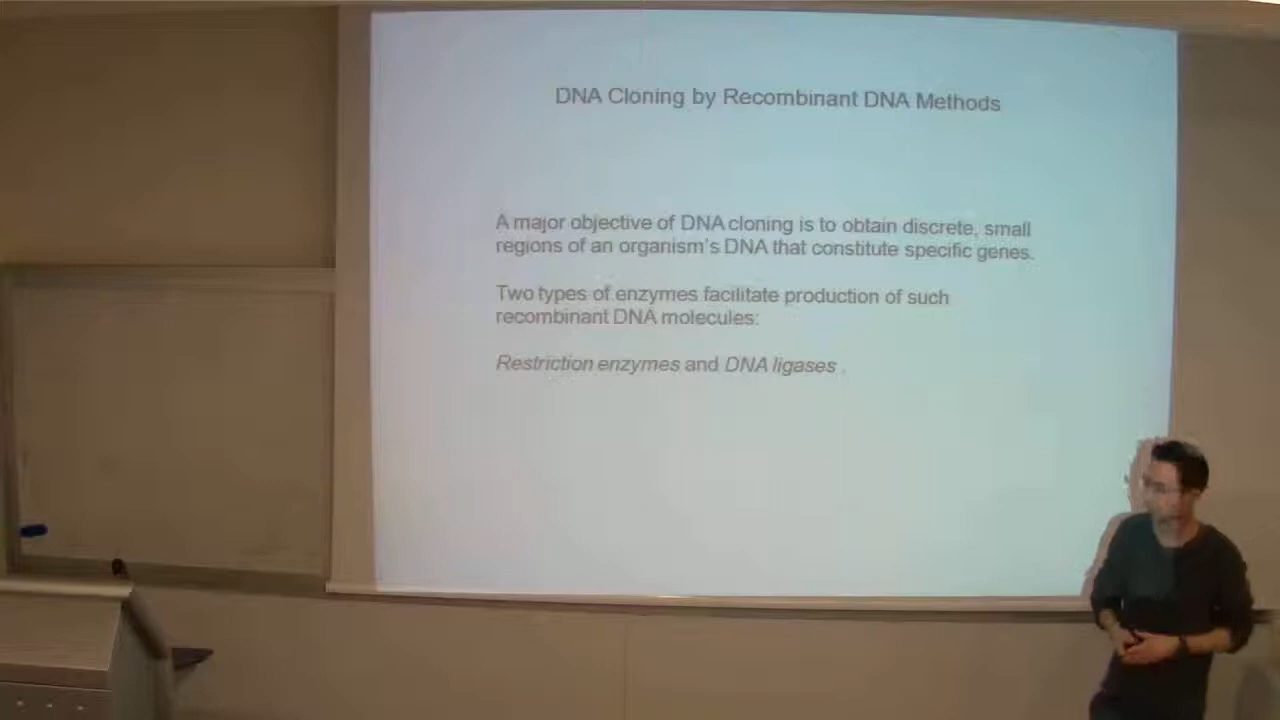 DNA Cloning by Recombinant DNA Methods
A major objective of DNA cloning is to obtain discrete, small
regions of an organism's DNA that constitute specific genes.
Two types of enzymes facilitate production of such
recombinant DNA molecules:
Restriction enzymes and DNA ligases .